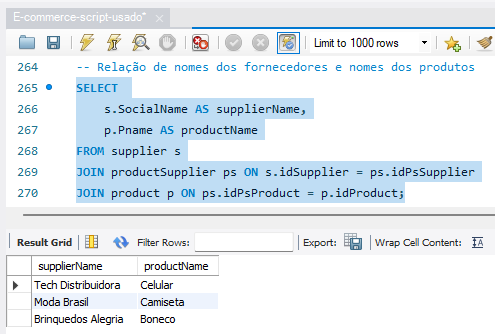 E-commerce-script-usado*
Limit to 1000 rows
264 -- Relação de nomes dos fornecedores e nomes dos produtos
265 SELECT
266 s.SocialName AS supplierName,
267 p.Pname AS productName
268 FROM supplier s
269 JOIN productSupplier ps ON s.idSupplier = ps.idPsSupplier
270 JOIN product p ON ps.idPsProduct = p.idProduct;
Result Grid Filter Rows: Export: Wrap Cell Content: IA
supplierName productName
Tech Distribuidora Celular
Moda Brasil Camiseta
Brinquedos Alegria Boneco